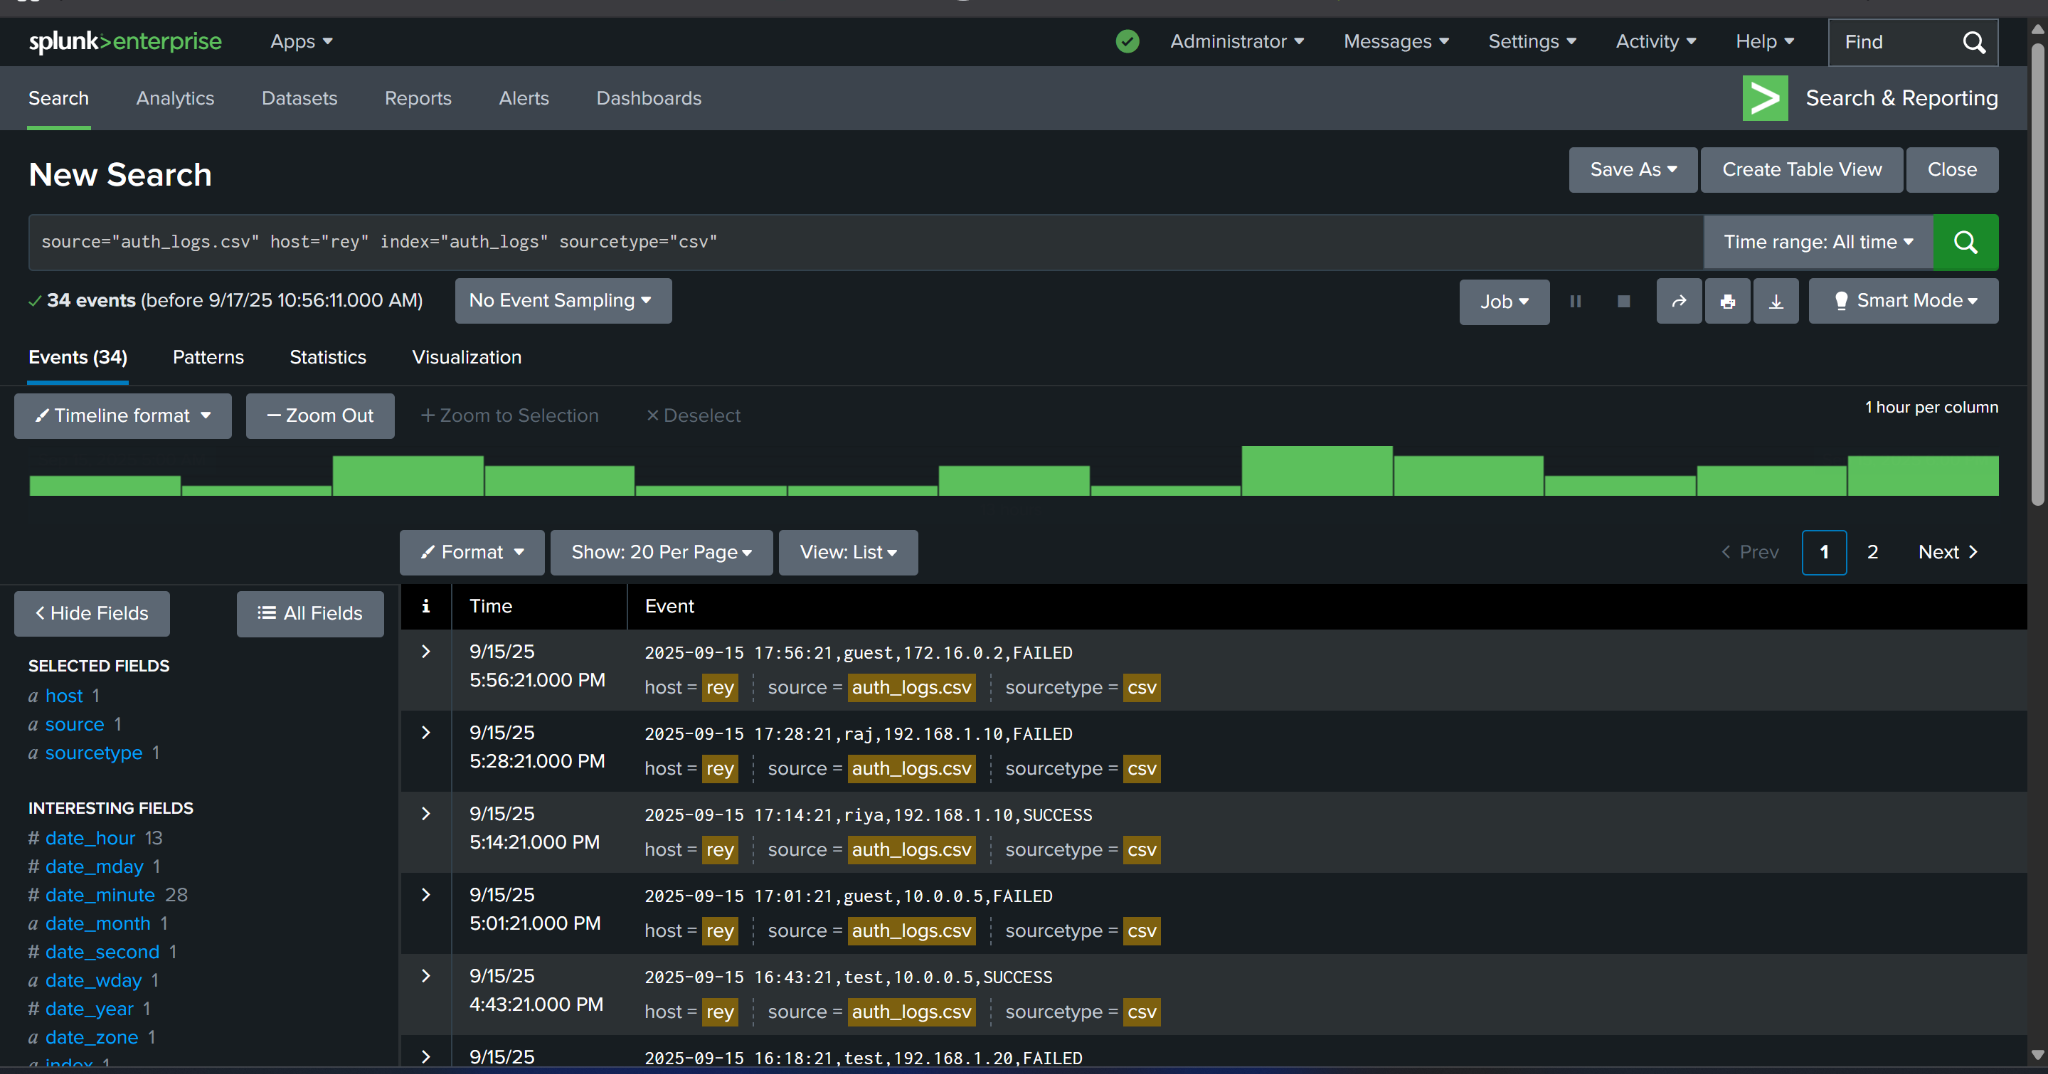 splunk>enterprise Apps Administrator Messages Settings Activity Help Find
Search Analytics Datasets Reports Alerts Dashboards Search & Reporting
New Search
Save As Create Table View Close
source="auth_logs.csv" host="rey" index="auth_logs" sourcetype="csv"
Time range: All time
34 events (before 9/17/25 10:56:11.000 AM) No Event Sampling Job Smart Mode
Events (34) Patterns Statistics Visualization
Timeline format — Zoom Out + Zoom to Selection × Deselect
1 hour per column
Format Show: 20 Per Page View: List < Prev 1 2 Next >
< Hide Fields All Fields
SELECTED FIELDS
a host 1
a source 1
a sourcetype 1
INTERESTING FIELDS
# date_hour 13
# date_mday 1
# date_minute 28
a date_month 1
# date_second 1
a date_wday 1
# date_year 1
a date_zone 1
a index 1
i Time Event
9/15/25
5:56:21.000 PM
2025-09-15 17:56:21,guest,172.16.0.2,FAILED
host = rey source = auth_logs.csv sourcetype = csv
9/15/25
5:28:21.000 PM
2025-09-15 17:28:21,raj,192.168.1.10,FAILED
host = rey source = auth_logs.csv sourcetype = csv
9/15/25
5:14:21.000 PM
2025-09-15 17:14:21,riya,192.168.1.10,SUCCESS
host = rey source = auth_logs.csv sourcetype = csv
9/15/25
5:01:21.000 PM
2025-09-15 17:01:21,guest,10.0.0.5,FAILED
host = rey source = auth_logs.csv sourcetype = csv
9/15/25
4:43:21.000 PM
2025-09-15 16:43:21,test,10.0.0.5,SUCCESS
host = rey source = auth_logs.csv sourcetype = csv
9/15/25
2025-09-15 16:18:21,test,192.168.1.20,FAILED